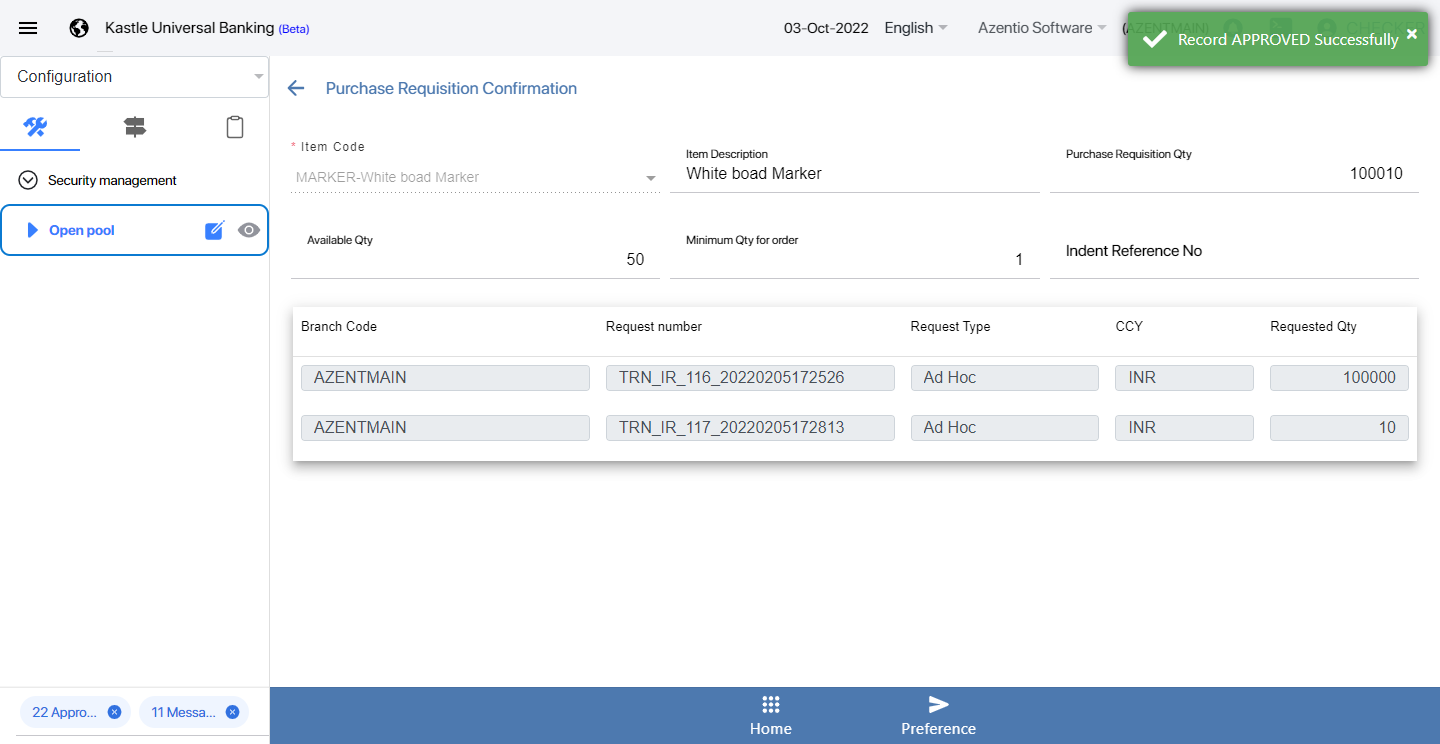 Kastle Universal Banking (Beta)
03-Oct-2022
English
Azentio Software
(AZENTMAIN)
CHECKER
Record APPROVED Successfully
Configuration
Purchase Requisition Confirmation
Security management
Open pool
* Item Code
MARKER-White boad Marker
Item Description
White boad Marker
Purchase Requisition Qty
100010
Available Qty
50
Minimum Qty for order
1
Indent Reference No
Branch Code Request number Request Type CCY Requested Qty
AZENTMAIN TRN_IR_116_20220205172526 Ad Hoc INR 100000
AZENTMAIN TRN_IR_117_20220205172813 Ad Hoc INR 10
22 Appro... 11 Messa...
Home Preference